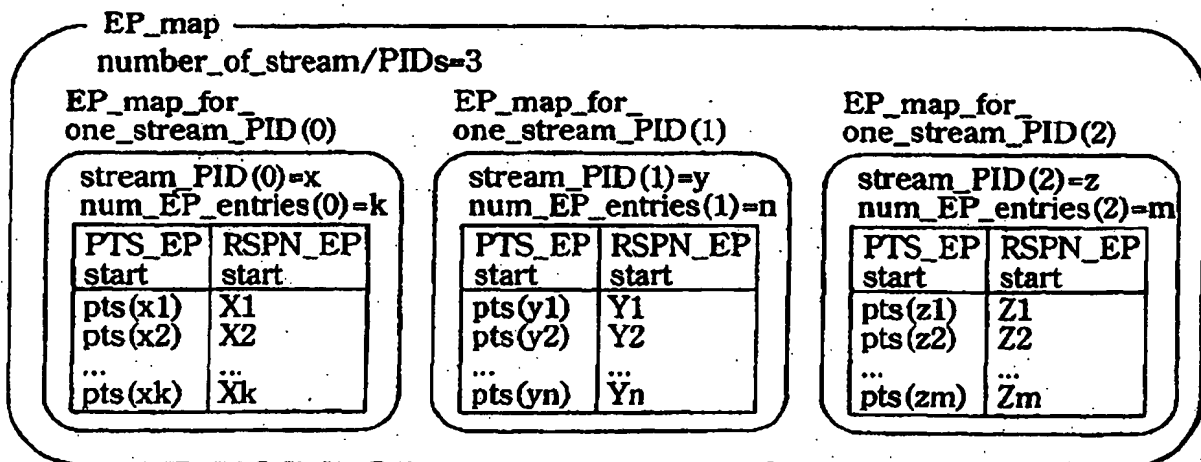 EP_map
number_of_stream/PIDs=3
EP_map_for_
one_stream_PID(0)
stream_PID(0)=x
num_EP_entries(0)=k
PTS_EP RSPN_EP
start start
pts(x1) X1
pts(x2) X2
... ...
pts(xk) Xk
EP_map_for_
one_stream_PID(1)
stream_PID(1)=y
num_EP_entries(1)=n
PTS_EP RSPN_EP
start start
pts(y1) Y1
pts(y2) Y2
... ...
pts(yn) Yn
EP_map_for_
one_stream_PID(2)
stream_PID(2)=z
num_EP_entries(2)=m
PTS_EP RSPN_EP
start start
pts(z1) Z1
pts(z2) Z2
... ...
pts(zm) Zm